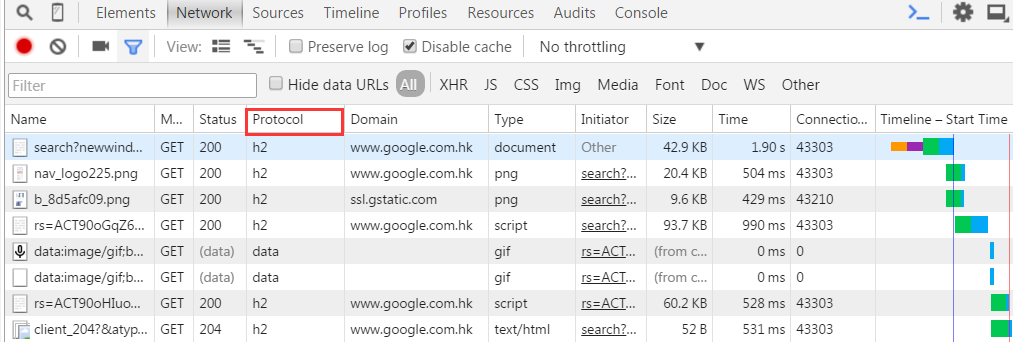 Elements Network Sources Timeline Profiles Resources Audits Console
View: Preserve log Disable cache No throttling
Filter Hide data URLs All XHR JS CSS Img Media Font Doc WS Other
Name M... Status Protocol Domain Type Initiator Size Time Connectio... Timeline – Start Time
search?newwind... GET 200 h2 www.google.com.hk document Other 42.9 KB 1.90 s 43303
nav_logo225.png GET 200 h2 www.google.com.hk png search?... 20.4 KB 504 ms 43303
b_8d5afc09.png GET 200 h2 ssl.gstatic.com png search?... 9.6 KB 429 ms 43210
rs=ACT90oGqZ6... GET 200 h2 www.google.com.hk script search?... 93.7 KB 990 ms 43303
data:image/gif;b... GET (data) data gif rs=ACT... (from c... 0 ms 0
data:image/gif;b... GET (data) data gif rs=ACT... (from c... 0 ms 0
rs=ACT90oHIuo... GET 200 h2 www.google.com.hk script rs=ACT... 60.2 KB 528 ms 43303
client_204?&atyp... GET 204 h2 www.google.com.hk text/html search?... 52 B 531 ms 43303